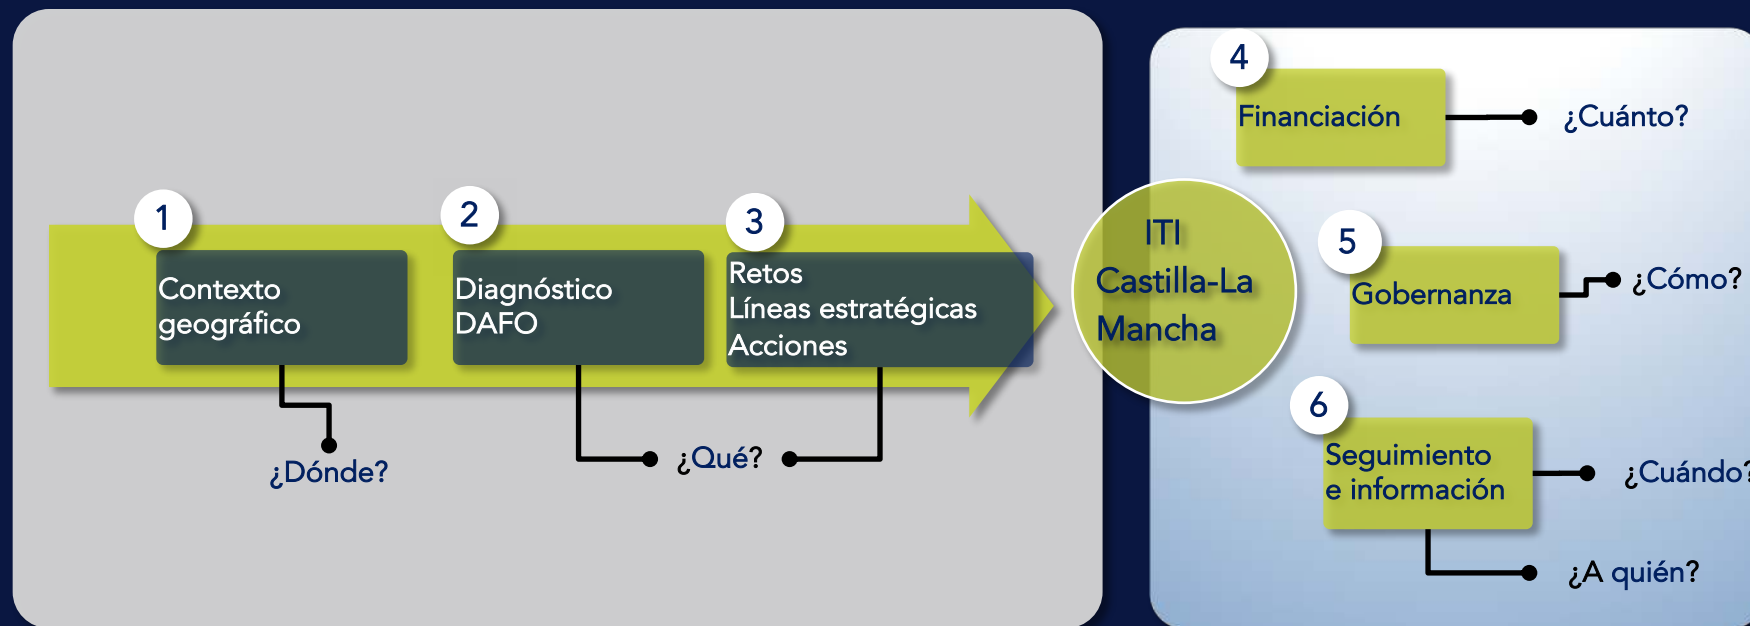 1
Contexto
geográfico
¿Dónde?
2
Diagnóstico
DAFO
3
Retos
Líneas estratégicas
Acciones
¿Qué?
ITI
Castilla-La
Mancha
4
Financiación
¿Cuánto?
5
Gobernanza
¿Cómo?
6
Seguimiento
e información
¿Cuándo?
¿A quién?